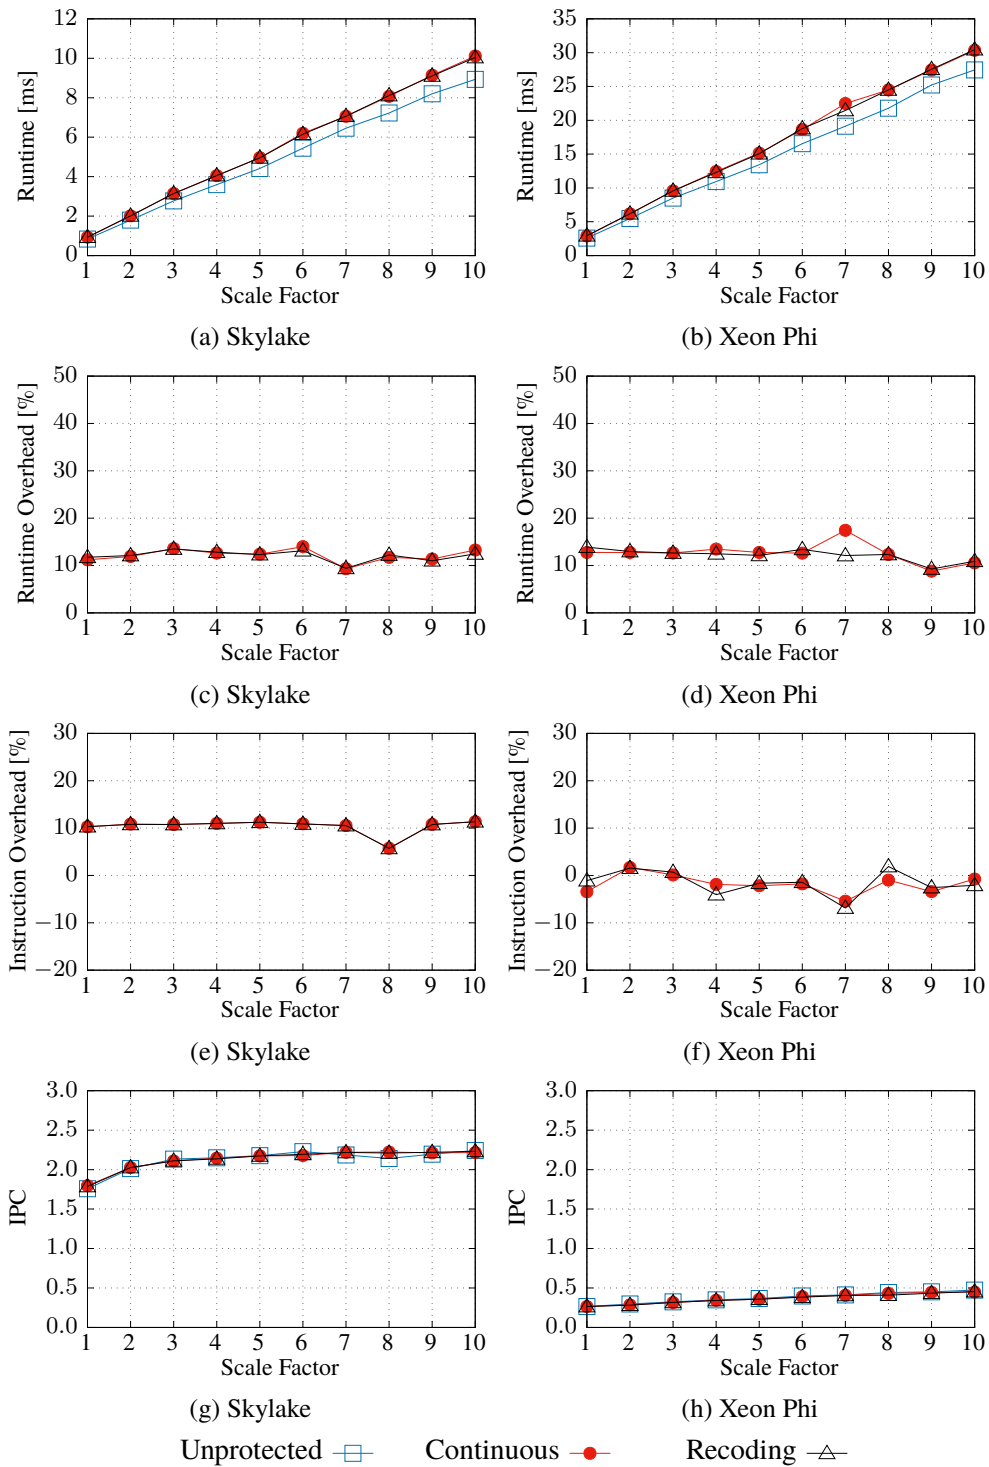 Runtime [ms]
12
10
8
6
4
2
0
1 2 3 4 5 6 7 8 9 10
Scale Factor
(a) Skylake
Runtime [ms]
35
30
25
20
15
10
5
0
1 2 3 4 5 6 7 8 9 10
Scale Factor
(b) Xeon Phi
Runtime Overhead [%]
50
40
30
20
10
0
1 2 3 4 5 6 7 8 9 10
Scale Factor
(c) Skylake
Runtime Overhead [%]
50
40
30
20
10
0
1 2 3 4 5 6 7 8 9 10
Scale Factor
(d) Xeon Phi
Instruction Overhead [%]
30
20
10
0
−10
−20
1 2 3 4 5 6 7 8 9 10
Scale Factor
(e) Skylake
Instruction Overhead [%]
30
20
10
0
−10
−20
1 2 3 4 5 6 7 8 9 10
Scale Factor
(f) Xeon Phi
IPC
3.0
2.5
2.0
1.5
1.0
0.5
0.0
1 2 3 4 5 6 7 8 9 10
Scale Factor
(g) Skylake
IPC
3.0
2.5
2.0
1.5
1.0
0.5
0.0
1 2 3 4 5 6 7 8 9 10
Scale Factor
(h) Xeon Phi
Unprotected Continuous Recoding